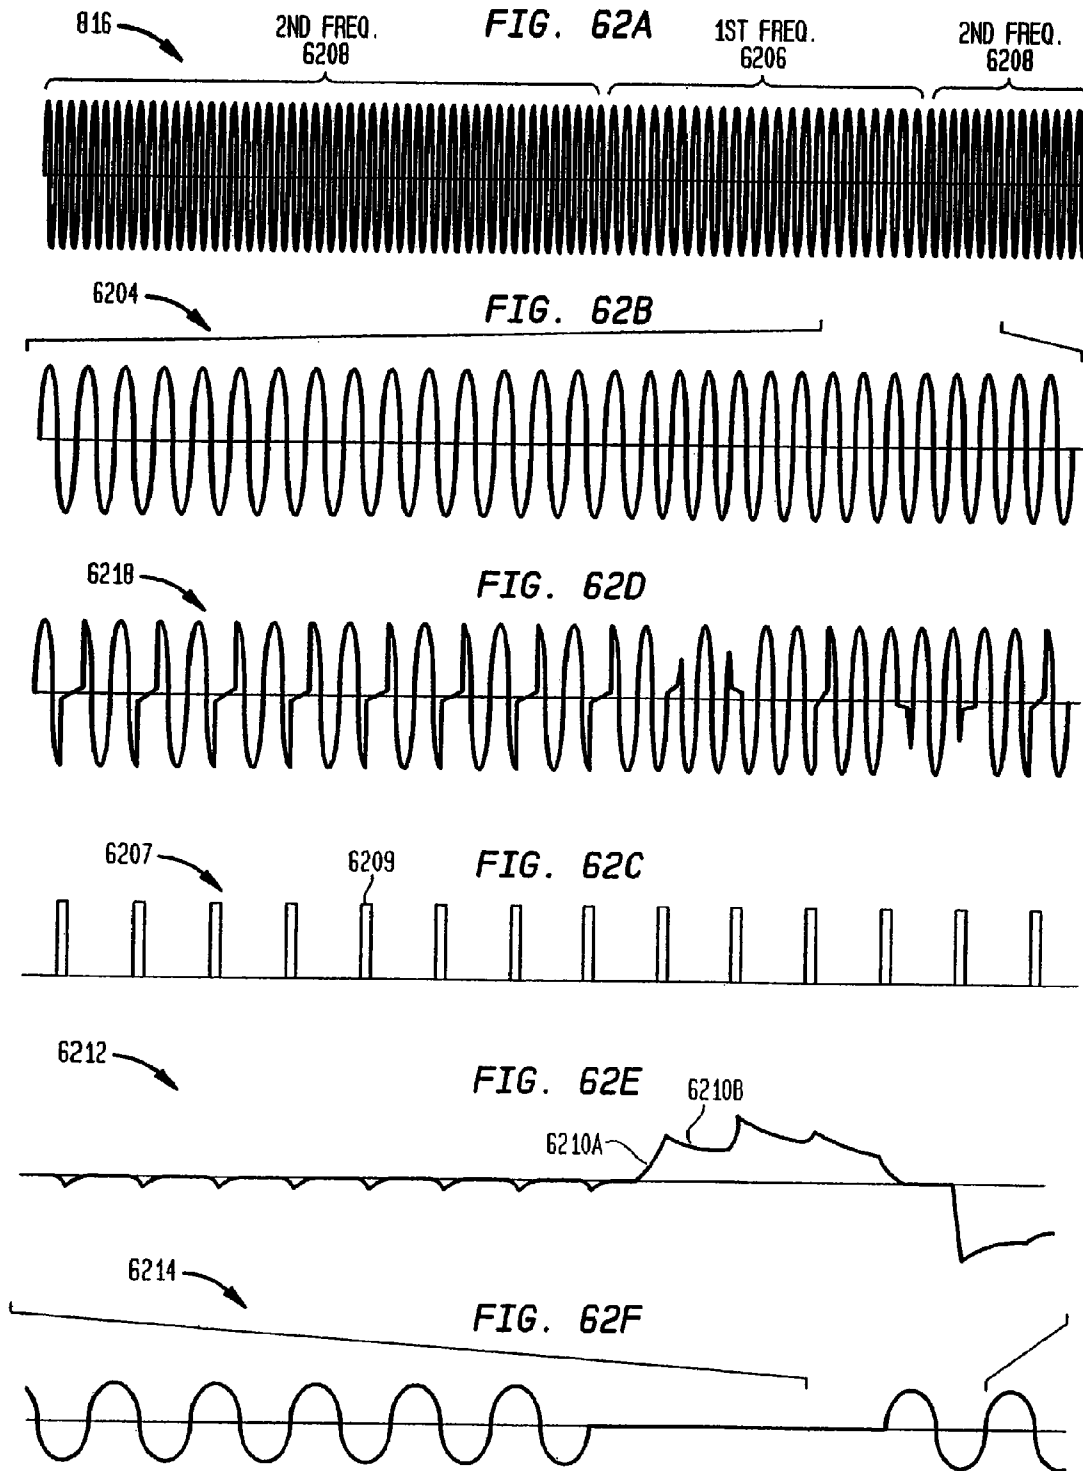 816
2ND FREQ.
6208
FIG. 62A
1ST FREQ.
6206
2ND FREQ.
6208
6204
FIG. 62B
6218
FIG. 62D
6207
6209
FIG. 62C
6212
FIG. 62E
6210B
6210A
6214
FIG. 62F